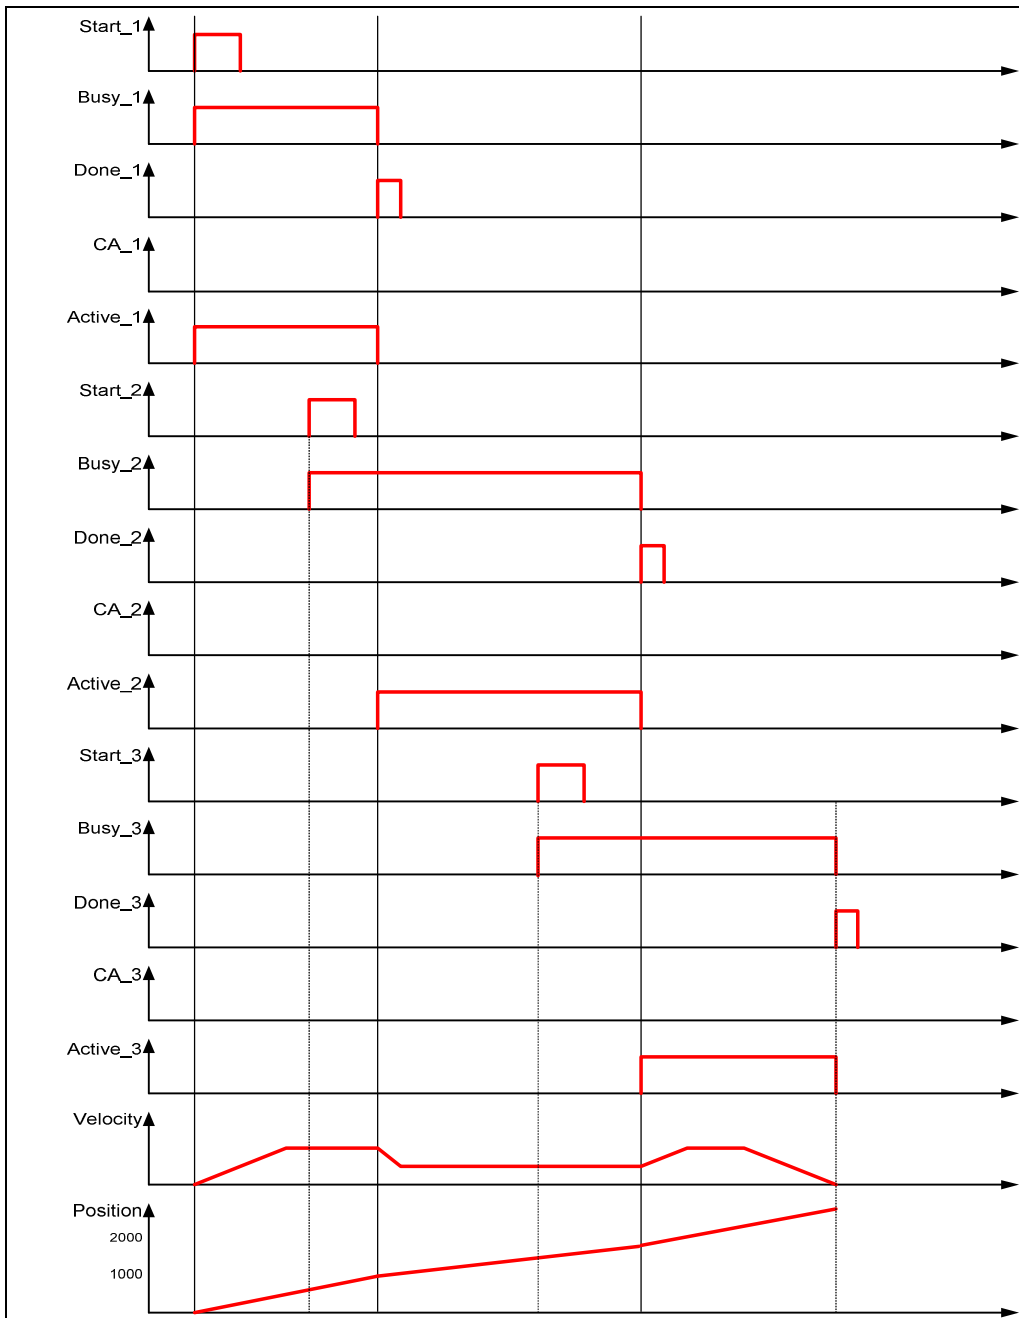 Start_1
Busy_1
Done_1
CA_1
Active_1
Start_2
Busy_2
Done_2
CA_2
Active_2
Start_3
Busy_3
Done_3
CA_3
Active_3
Velocity
Position
2000
1000